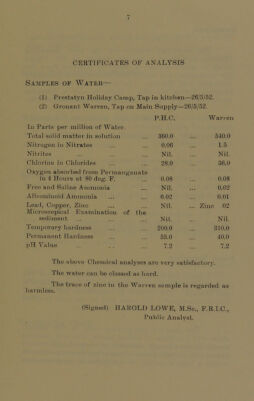 7
CERTIFICATES OF ANALYSIS
SAMPLES OF WATER—
(1) Prestatyn Holiday Camp, Tap in kitchen—26/5/52.
(2) Gronant Warren, Tap on Main Supply—26/5/52.
P.H.C. Warren
In Parts per million of Water.
Total solid matter in solution ... 360.0 ... 540.0
Nitrogen in Nitrates ... 0.06 ... 1.5
Nitrites ... ... Nil. ... Nil.
Chlorine in Chlorides ... ... 28.0 ... 36.0
Oxygen absorbed from Permanganate
in 4 Hours at 80 deg. F. ... 0.08 ... 0.08
Free and Saline Ammonia ... Nil. ... 0.02
Albuminoid Ammonia ... ... 0.02 ... 0.01
Lead, Copper, Zinc ... ... Nil. ... Zinc .02
Microscopical Examination of the
sediment ... ... ... Nil. Nil.
Temporary hardness ... ... 200.0 ... 310.0
Permanent Hardness ... ... 55.0 ... 40.0
pH Value ... ... 7.2 ... 7.2
The above Chemical analyses are very satisfactory.
The water can be classed as hard.
The trace of zinc in the Warren sample is regarded as
harmless.
(Signed) HAROLD LOWE, M.Sc., F.R.I.C.,
Public Analyst.